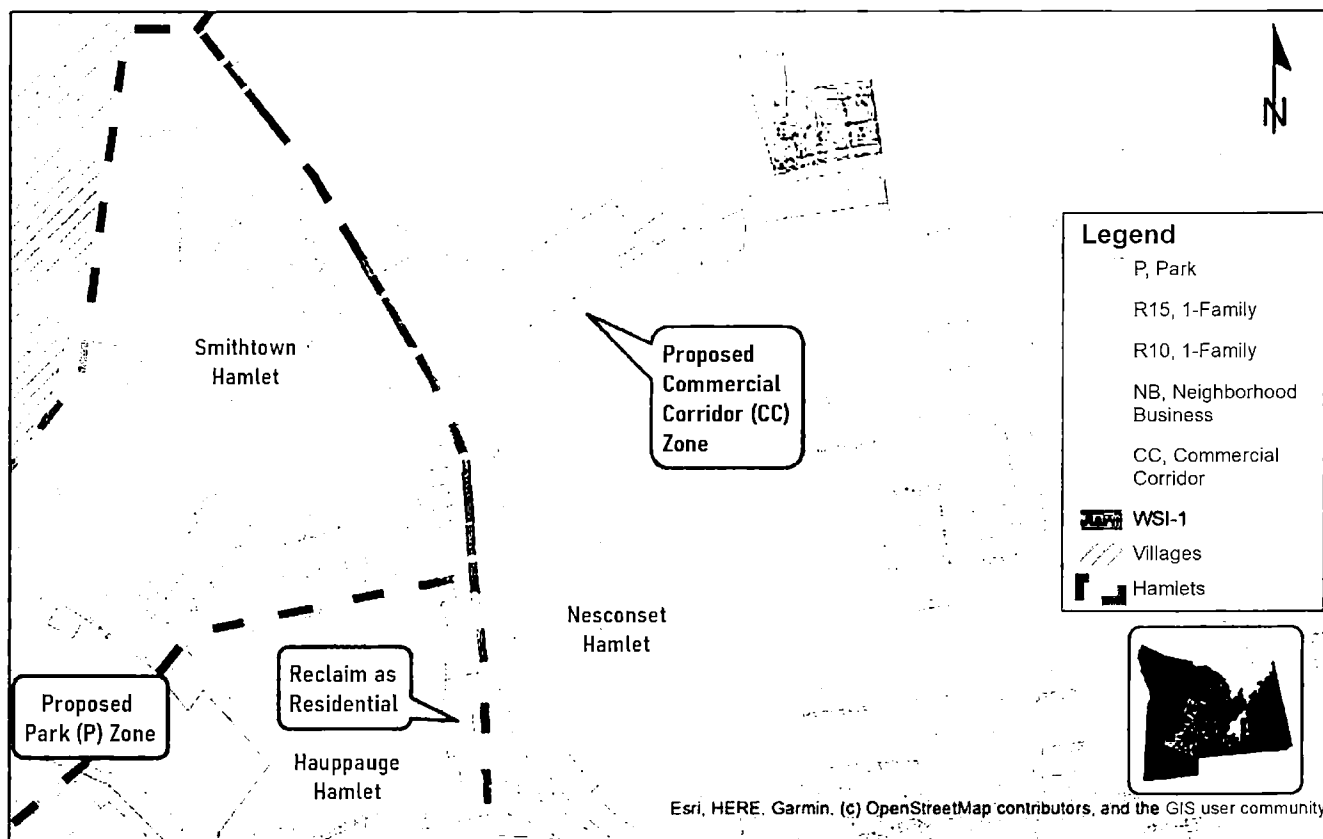 N
Legend
P, Park
R15, 1-Family
R10, 1-Family
NB, Neighborhood
Business
CC, Commercial
Corridor
WSI-1
Villages
Hamlets
Smithtown
Hamlet
Proposed
Commercial
Corridor (CC)
Zone
Nesconset
Hamlet
Reclaim as
Residential
Proposed
Park (P) Zone
Hauppauge
Hamlet
Esri, HERE, Garmin, (c) OpenStreetMap contributors, and the GIS user community